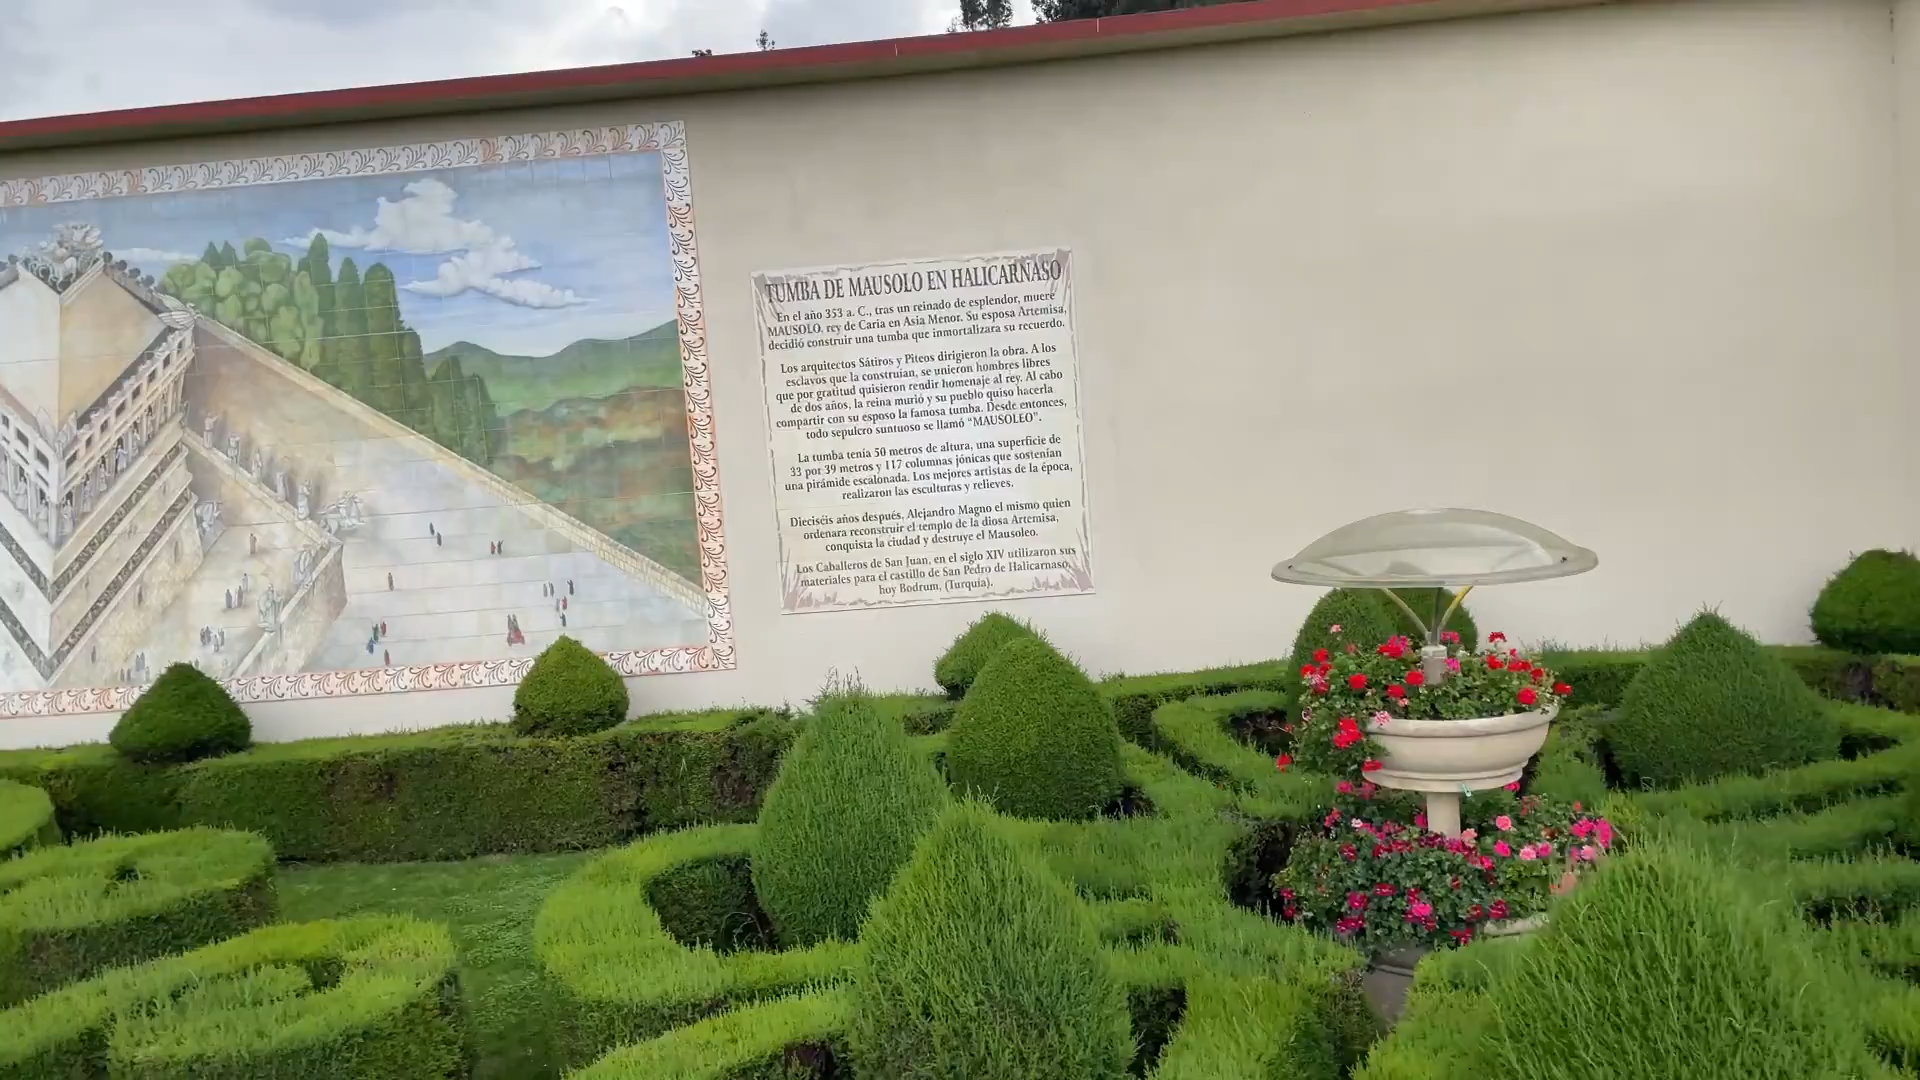 TUMBA DE MAUSOLO EN HALICARNASO
En el año 353 a. C., tras un reinado de esplendor, muere
MAUSOLO, rey de Caria en Asia Menor. Su esposa Artemisa,
decidió construir una tumba que inmortalizara su recuerdo.
Los arquitectos Sátiros y Piteos dirigieron la obra. A los
esclavos que la construían, se unieron hombres libres
que por gratitud quisieron rendir homenaje al rey. Al cabo
de dos años, la reina murió y su pueblo quiso hacerla
compartir con su esposo la famosa tumba. Desde entonces,
todo sepulcro suntuoso se llamó "MAUSOLEO".
La tumba tenía 50 metros de altura, una superficie de
33 por 39 metros y 117 columnas jónicas que sostenían
una pirámide escalonada. Los mejores artistas de la época,
realizaron las esculturas y relieves.
Dieciséis años después, Alejandro Magno el mismo quien
ordenara reconstruir el templo de la diosa Artemisa,
conquista la ciudad y destruye el Mausoleo.
Los Caballeros de San Juan, en el siglo XIV utilizaron sus
materiales para el castillo de San Pedro de Halicarnaso,
hoy Bodrum, (Turquía).